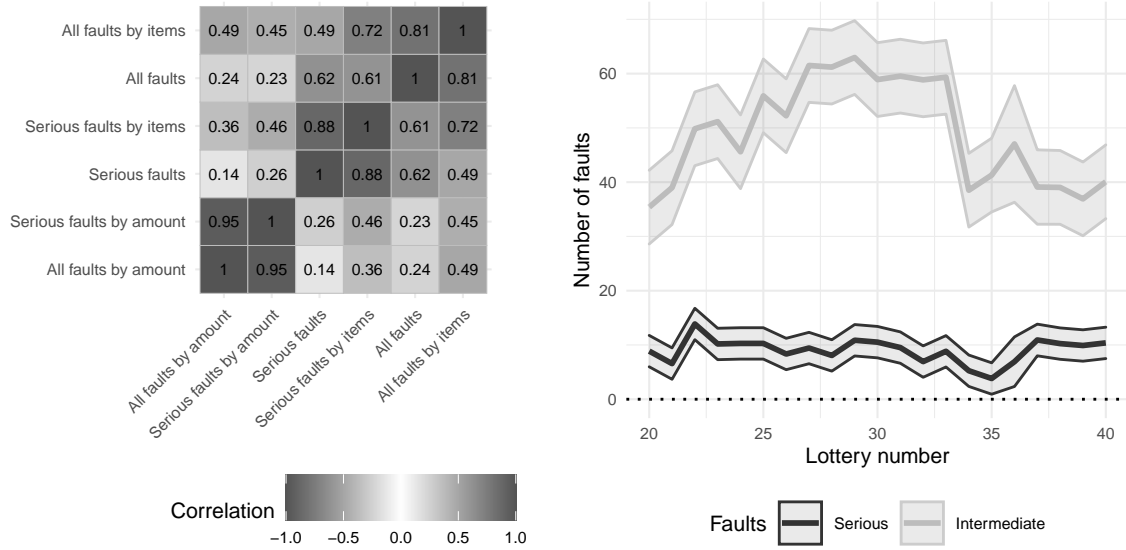 All faults by items 0.49 0.45 0.49 0.72 0.81 1
All faults 0.24 0.23 0.62 0.61 1 0.81
Serious faults by items 0.36 0.46 0.88 1 0.61 0.72
Serious faults 0.14 0.26 1 0.88 0.62 0.49
Serious faults by amount 0.95 1 0.26 0.46 0.23 0.45
All faults by amount 1 0.95 0.14 0.36 0.24 0.49
All faults by amount
Serious faults by amount
Serious faults
Serious faults by items
All faults
All faults by items
Correlation
−1.0 −0.5 0.0 0.5 1.0
Number of faults
60
40
20
0
20 25 30 35 40
Lottery number
Faults Serious Intermediate